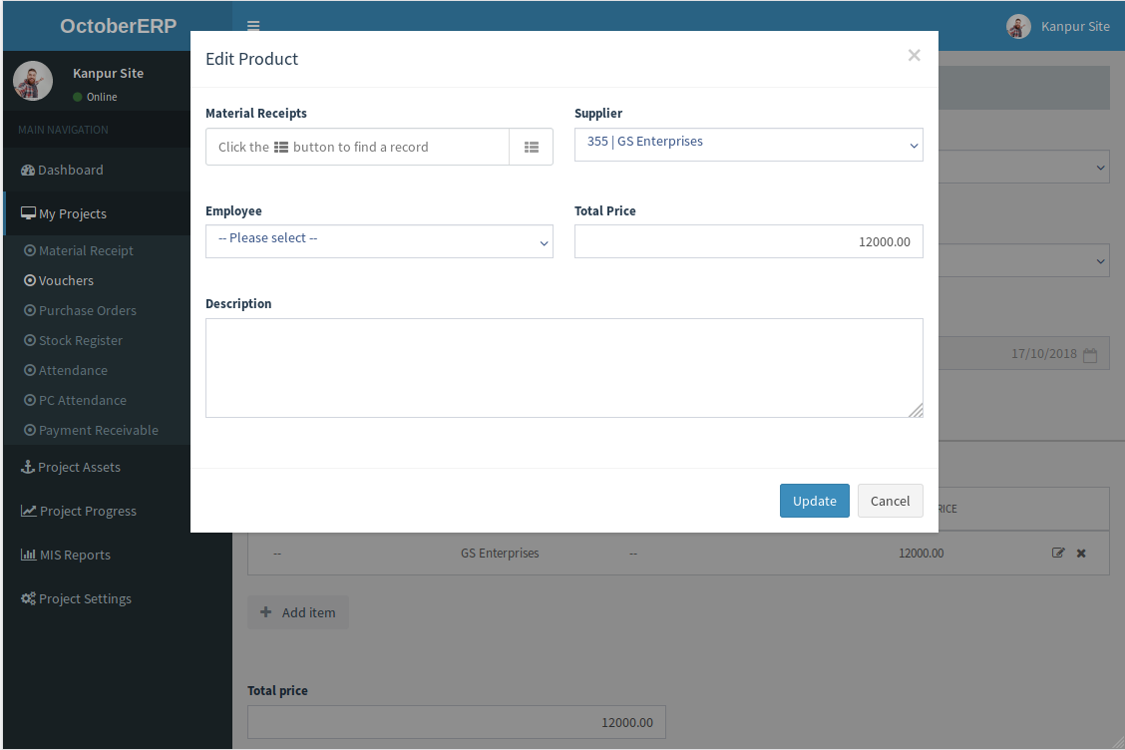 OctoberERP
Kanpur Site
Kanpur Site
Online
MAIN NAVIGATION
Dashboard
My Projects
Material Receipt
Vouchers
Purchase Orders
Stock Register
Attendance
PC Attendance
Payment Receivable
Project Assets
Project Progress
MIS Reports
Project Settings
Edit Product
×
Material Receipts
Click the button to find a record
Supplier
355 | GS Enterprises
Employee
-- Please select --
Total Price
12000.00
Description
Update
Cancel
17/10/2018
RICE
-- GS Enterprises -- 12000.00
Add item
Total price
12000.00